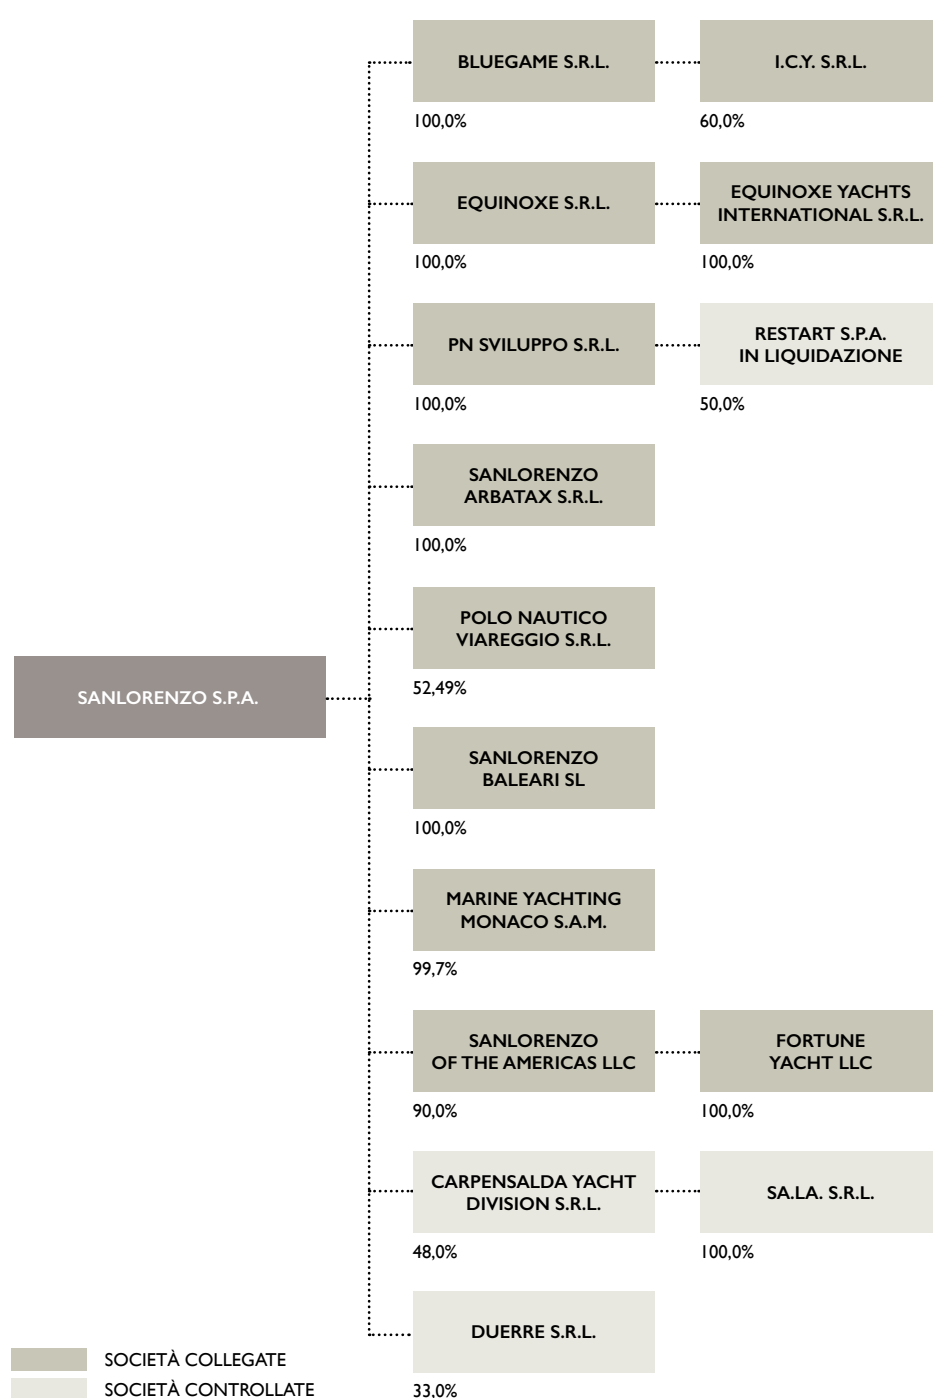 BLUEGAME S.R.L.
100,0%
I.C.Y. S.R.L.
60,0%
EQUINOXE S.R.L.
100,0%
EQUINOXE YACHTS
INTERNATIONAL S.R.L.
100,0%
PN SVILUPPO S.R.L.
100,0%
RESTART S.P.A.
IN LIQUIDAZIONE
50,0%
SANLORENZO
ARBATAX S.R.L.
100,0%
POLO NAUTICO
VIAREGGIO S.R.L.
52,49%
SANLORENZO S.P.A.
SANLORENZO
BALEARI SL
100,0%
MARINE YACHTING
MONACO S.A.M.
99,7%
SANLORENZO
OF THE AMERICAS LLC
90,0%
FORTUNE
YACHT LLC
100,0%
CARPENSALDA YACHT
DIVISION S.R.L.
48,0%
SA.LA. S.R.L.
100,0%
DUERRE S.R.L.
33,0%
SOCIETÀ COLLEGATE
SOCIETÀ CONTROLLATE